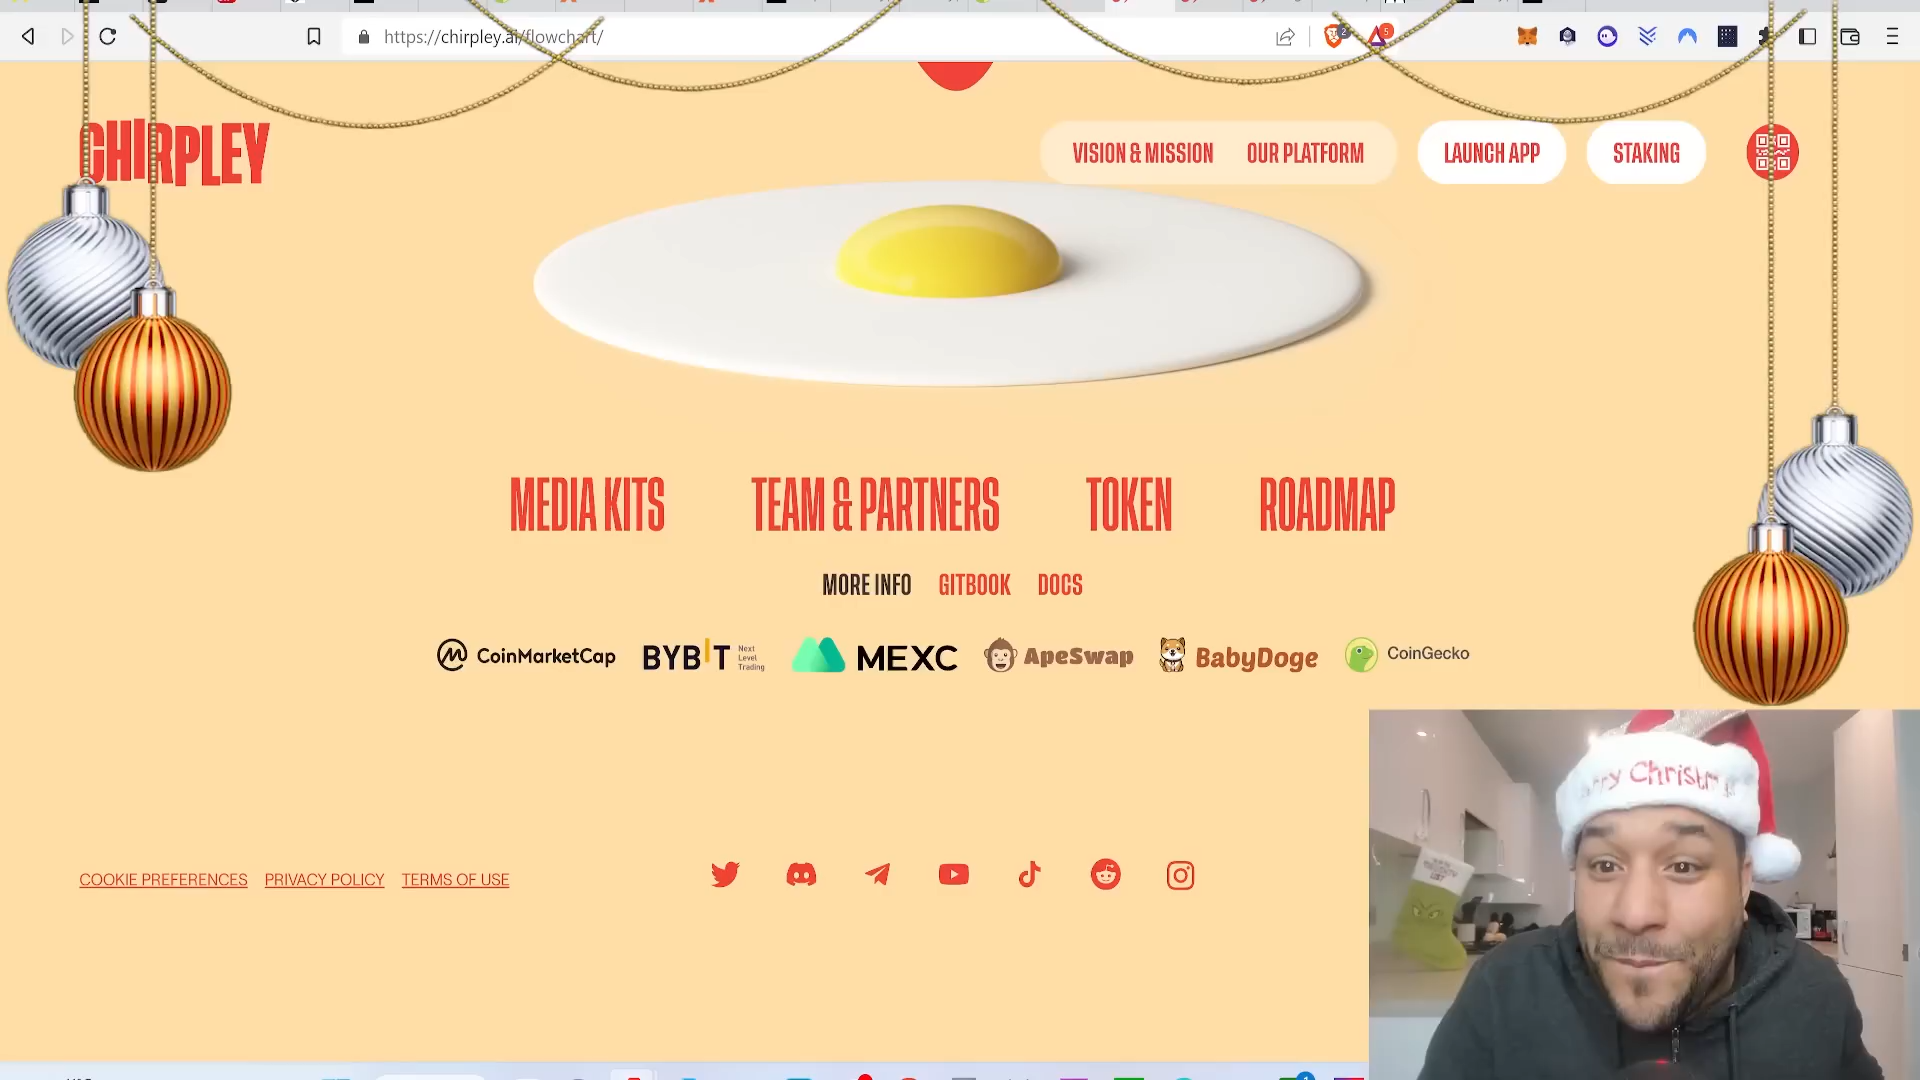 https://chirpley.ai/flowchart/
2
5
CHIRPLEY
VISION & MISSION OUR PLATFORM LAUNCH APP STAKING
MEDIA KITS TEAM & PARTNERS TOKEN ROADMAP
MORE INFO GITBOOK DOCS
CoinMarketCap BYBIT Next Level Trading MEXC ApeSwap BabyDoge CoinGecko
COOKIE PREFERENCES PRIVACY POLICY TERMS OF USE